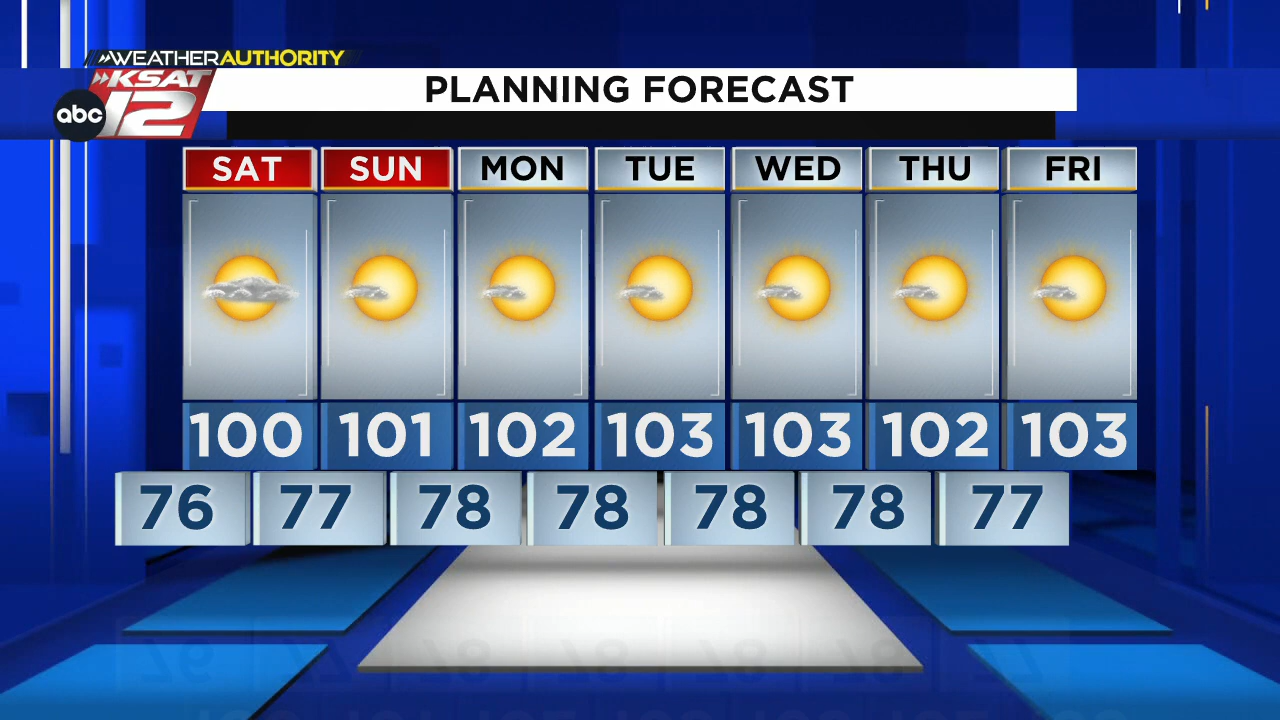 WEATHERAUTHORITY
KSAT
abc 12
PLANNING FORECAST
SAT SUN MON TUE WED THU FRI
100 101 102 103 103 102 103
76 77 78 78 78 78 77